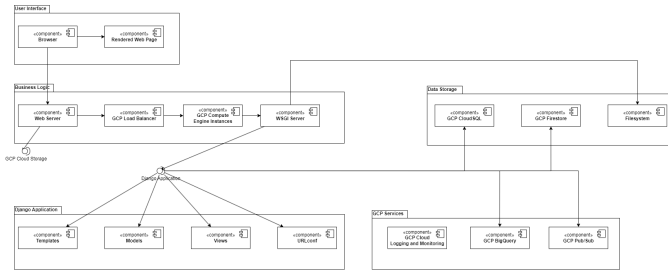 User Interface
«component»
Browser
«component»
Rendered Web Page
Business Logic
«component»
Web Server
«component»
GCP Load Balancer
«component»
GCP Compute
Engine Instances
«component»
WSGI Server
GCP Cloud Storage
Data Storage
«component»
GCP CloudSQL
«component»
GCP Firestore
«component»
Filesystem
Django Application
Django Application
«component»
Templates
«component»
Models
«component»
Views
«component»
URLconf
GCP Services
«component»
GCP Cloud
Logging and Monitoring
«component»
GCP BigQuery
«component»
GCP Pub/Sub